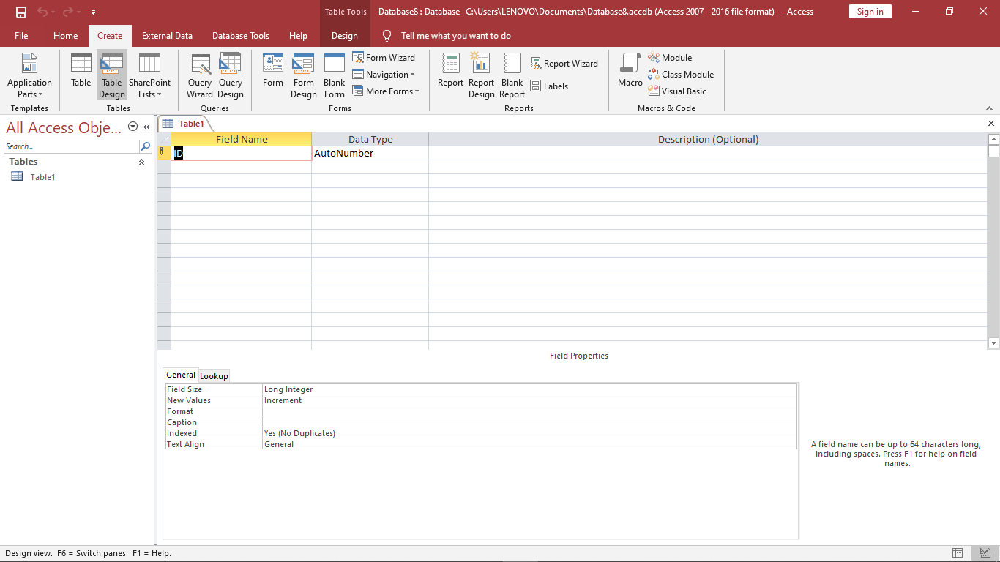 Table Tools
Database8 : Database- C:\Users\LENOVO\Documents\Database8.accdb (Access 2007 - 2016 file format) - Access
Sign in
File
Home
Create
External Data
Database Tools
Help
Design
Tell me what you want to do
Application Parts
Templates
Table
Table Design
SharePoint Lists
Tables
Query Wizard
Query Design
Queries
Form
Form Design
Blank Form
Form Wizard
Navigation
More Forms
Forms
Report
Report Design
Blank Report
Report Wizard
Labels
Reports
Macro
Module
Class Module
Visual Basic
Macros & Code
All Access Obje...
Search...
Tables
Table1
Table1
Field Name
Data Type
Description (Optional)
ID
AutoNumber
Field Properties
General
Lookup
Field Size
Long Integer
New Values
Increment
Format
Caption
Indexed
Yes (No Duplicates)
Text Align
General
A field name can be up to 64 characters long,
including spaces. Press F1 for help on field
names.
Design view. F6 = Switch panes. F1 = Help.